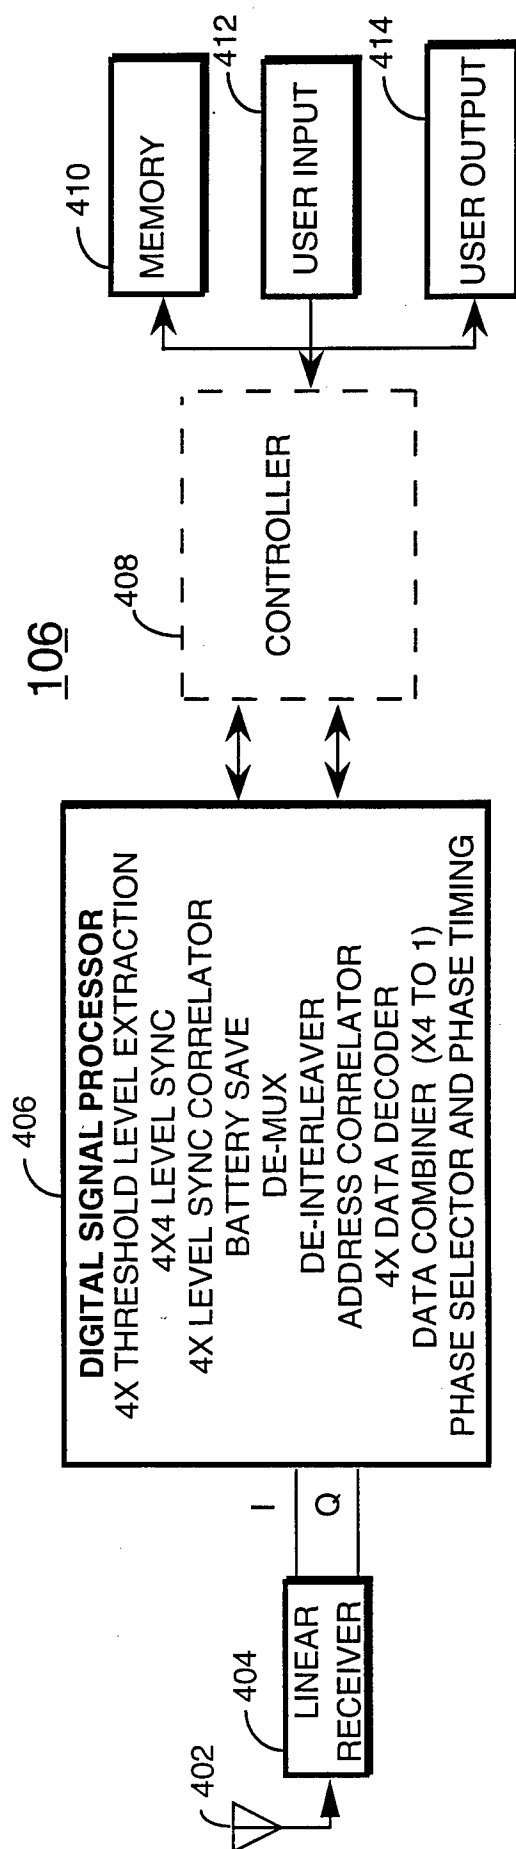 106
402
404
LINEAR
RECEIVER
I
Q
406
DIGITAL SIGNAL PROCESSOR
4X THRESHOLD LEVEL EXTRACTION
4X4 LEVEL SYNC
4X LEVEL SYNC CORRELATOR
BATTERY SAVE
DE-MUX
DE-INTERLEAVER
ADDRESS CORRELATOR
4X DATA DECODER
DATA COMBINER (X4 TO 1)
PHASE SELECTOR AND PHASE TIMING
408
CONTROLLER
410
MEMORY
412
USER INPUT
414
USER OUTPUT